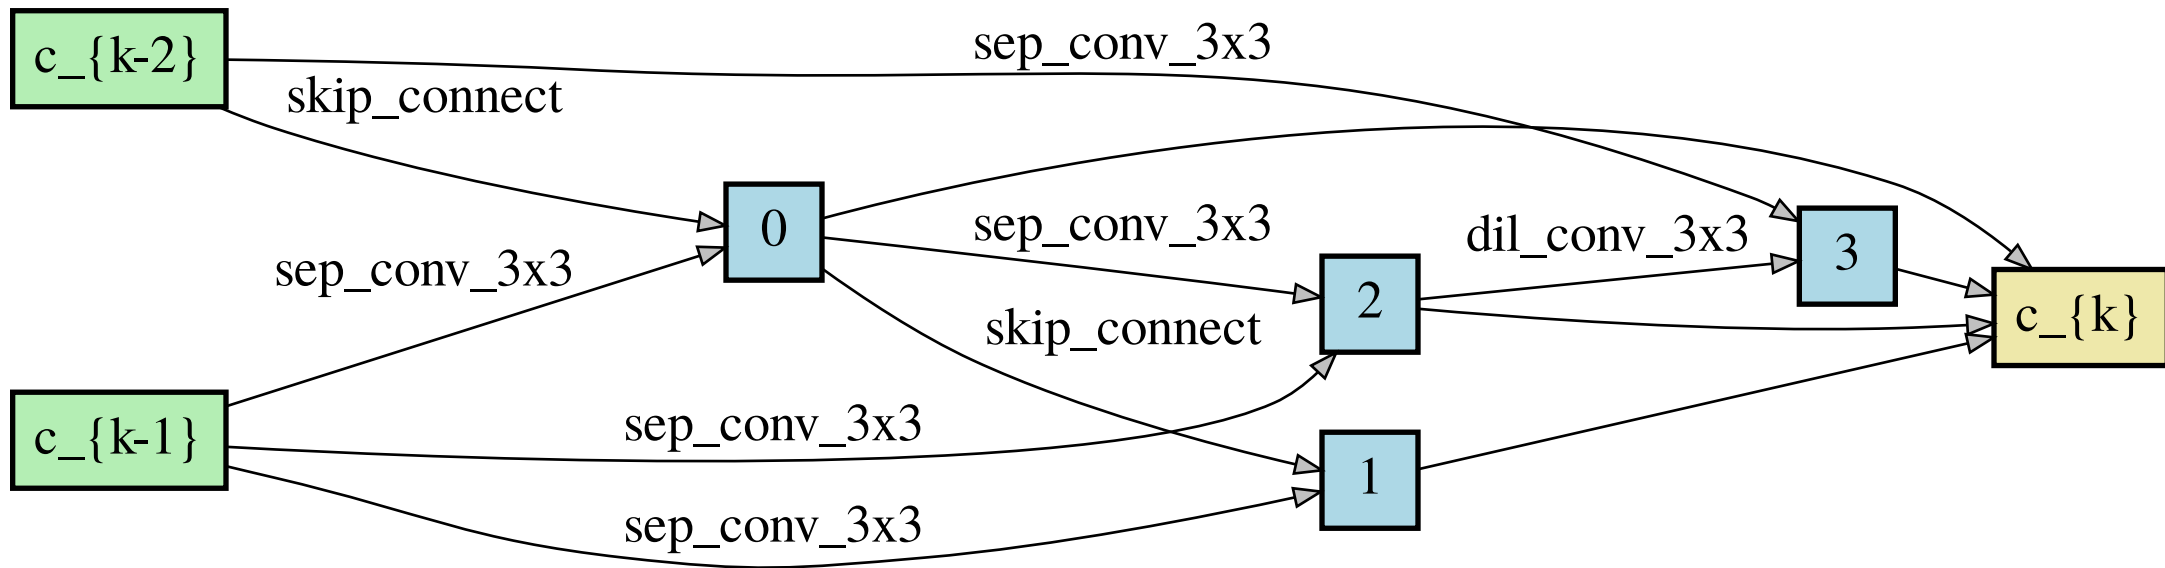 c_{k-2}
sep_conv_3x3
skip_connect
0
sep_conv_3x3
sep_conv_3x3
dil_conv_3x3
3
2
c_{k}
skip_connect
c_{k-1}
sep_conv_3x3
1
sep_conv_3x3